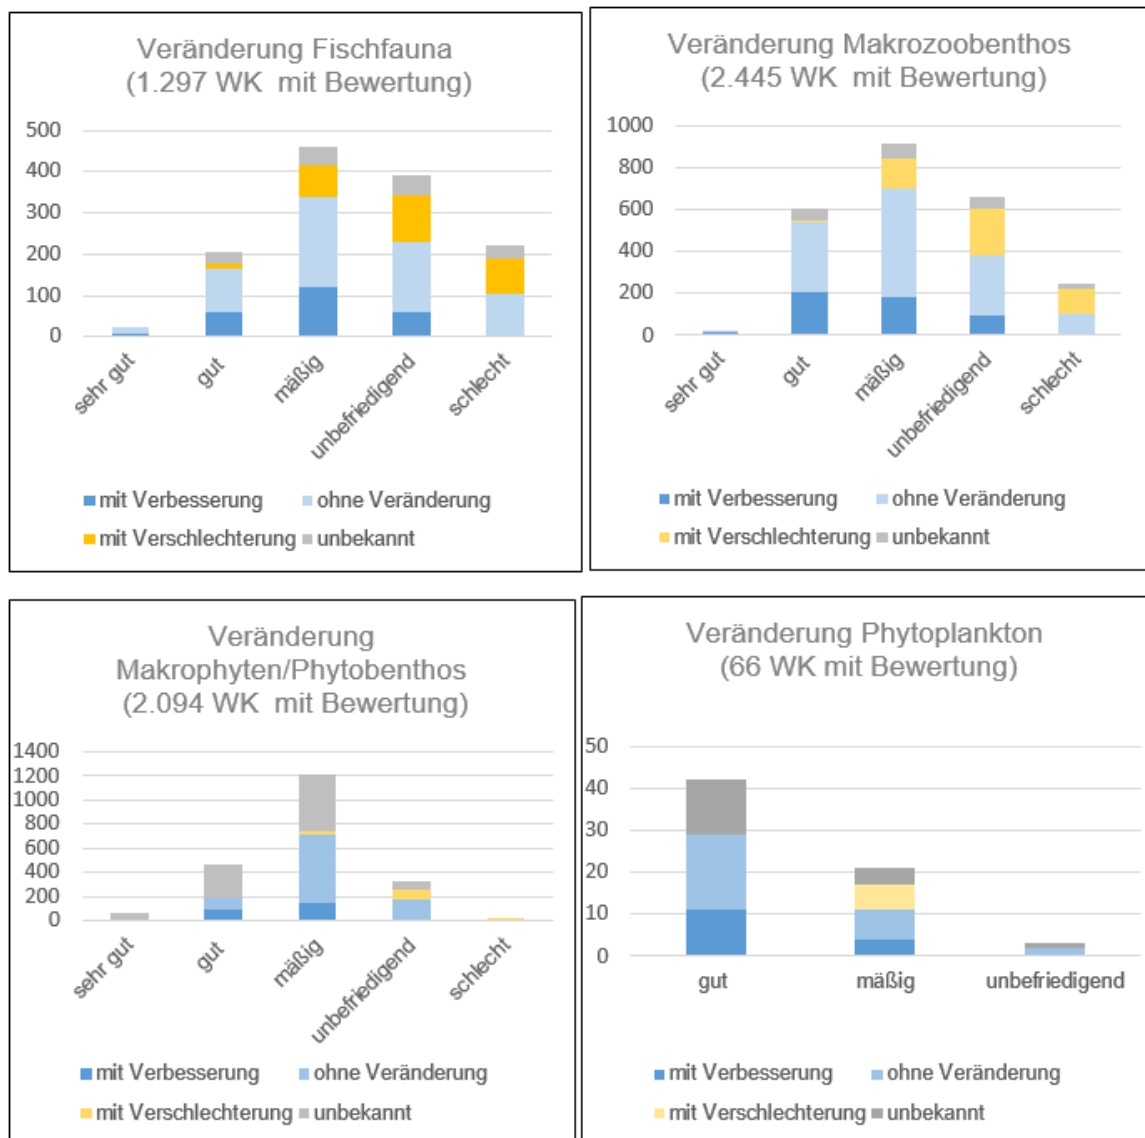 Veränderung Fischfauna
(1.297 WK mit Bewertung)
500
400
300
200
100
0
sehr gut
gut
mäßig
unbefriedigend
schlecht
mit Verbesserung
ohne Veränderung
mit Verschlechterung
unbekannt
Veränderung Makrozoobenthos
(2.445 WK mit Bewertung)
1000
800
600
400
200
0
sehr gut
gut
mäßig
unbefriedigend
schlecht
mit Verbesserung
ohne Veränderung
mit Verschlechterung
unbekannt
Veränderung
Makrophyten/Phytobenthos
(2.094 WK mit Bewertung)
1400
1200
1000
800
600
400
200
0
sehr gut
gut
mäßig
unbefriedigend
schlecht
mit Verbesserung
ohne Veränderung
mit Verschlechterung
unbekannt
Veränderung Phytoplankton
(66 WK mit Bewertung)
50
40
30
20
10
0
gut
mäßig
unbefriedigend
mit Verbesserung
ohne Veränderung
mit Verschlechterung
unbekannt